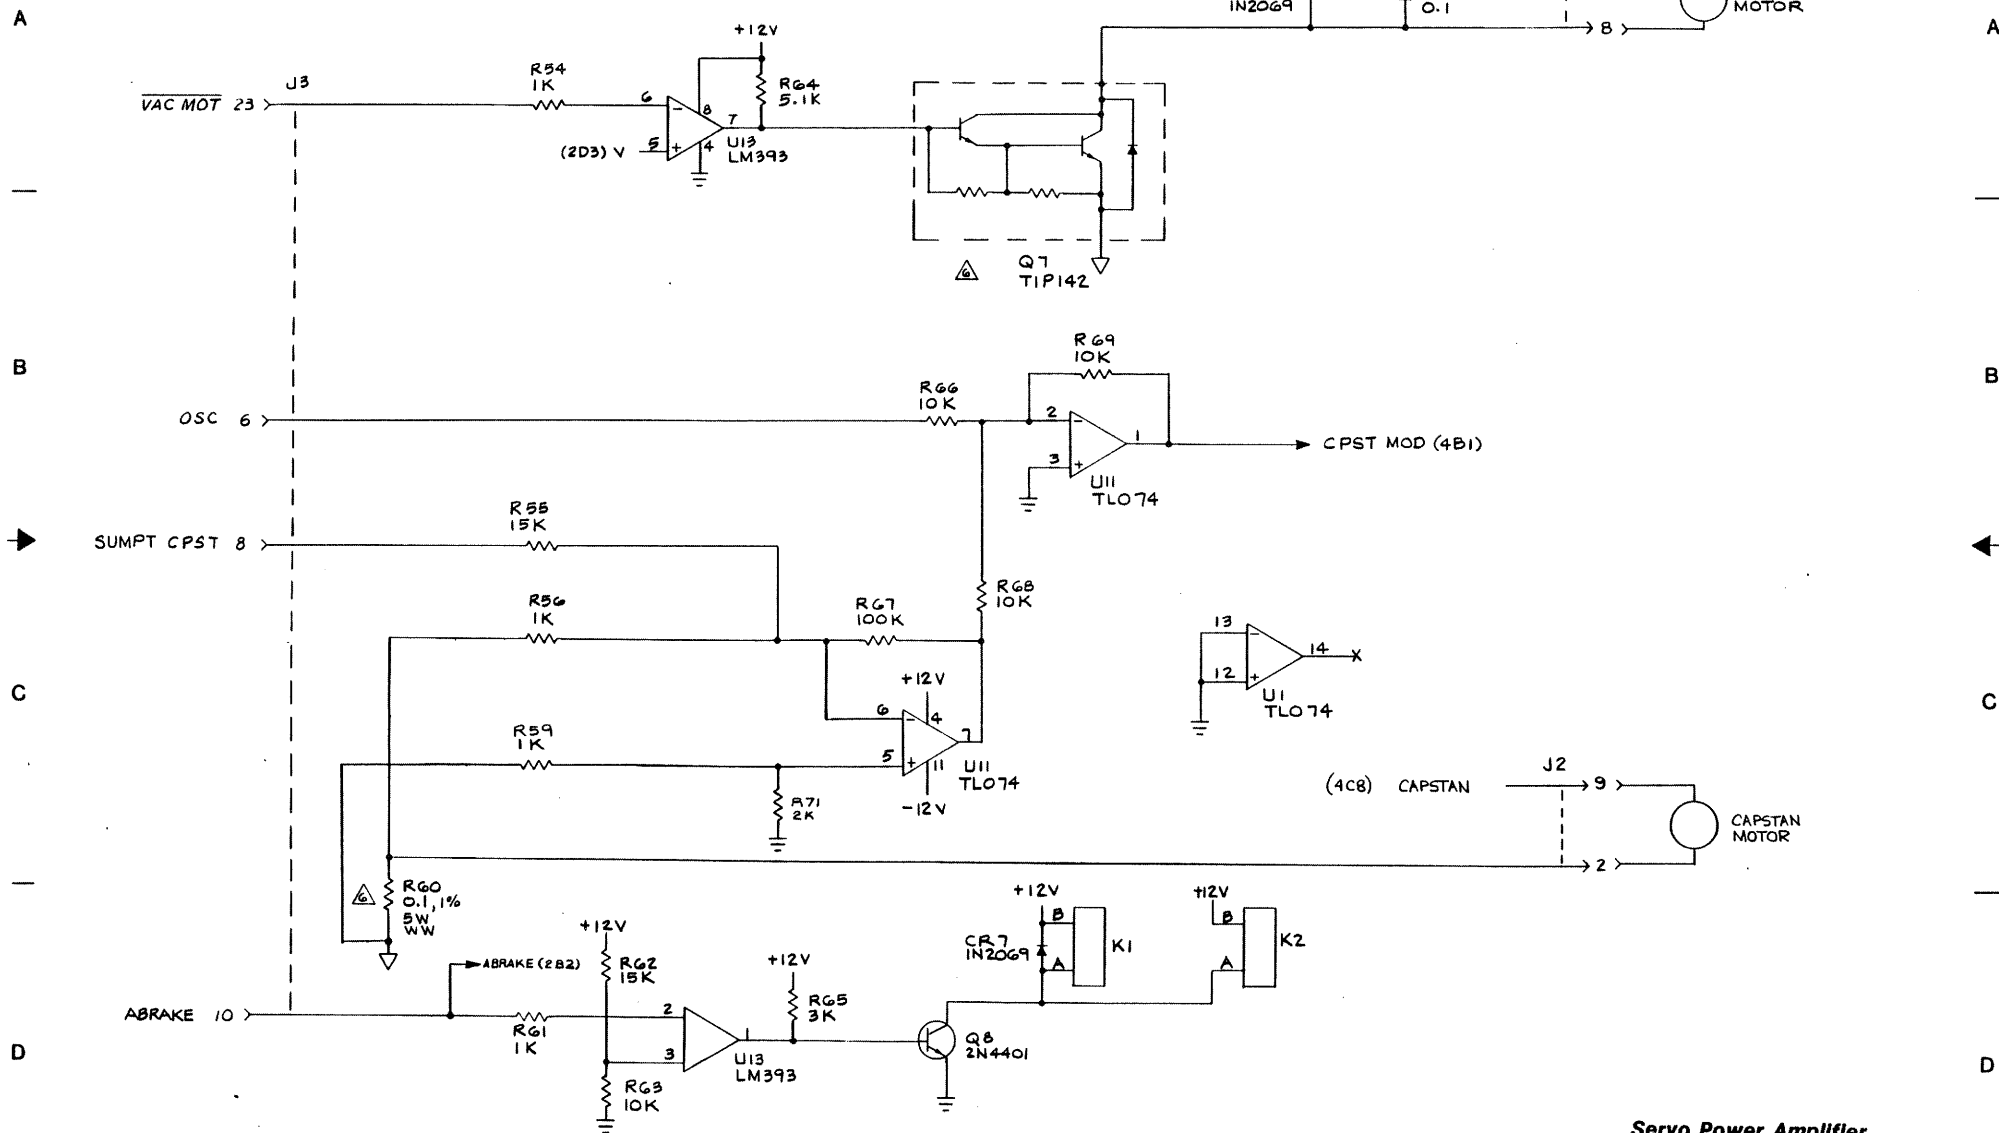 A
IN2069
0.1
8
MOTOR
A
+12V
J3
R54
1K
R64
5.1K
VAC MOT 23
6
-
8
7
(2D3) V
5
+
4
U13
LM393
6
Q7
TIP142
B
R69
10K
B
R66
10K
OSC 6
2
-
1
CPST MOD (4B1)
3
+
U11
TL074
R55
15K
SUMPT CPST 8
R56
1K
R67
100K
R68
10K
13
-
14
X
12
+
U1
TL074
C
+12V
C
R59
1K
6
-
4
7
5
+
11
U11
TL074
-12V
R71
2K
(4C8) CAPSTAN
J2
9
CAPSTAN
MOTOR
2
6
R60
0.1, 1%
5W
WW
+12V
+12V
+12V
B
K1
B
K2
CR7
IN2069
A
A
ABRAKE (2B2)
R62
15K
+12V
R65
3K
ABRAKE 10
R61
1K
2
1
3
U13
LM393
Q8
2N4401
D
R63
10K
D
Servo Power Amplifier